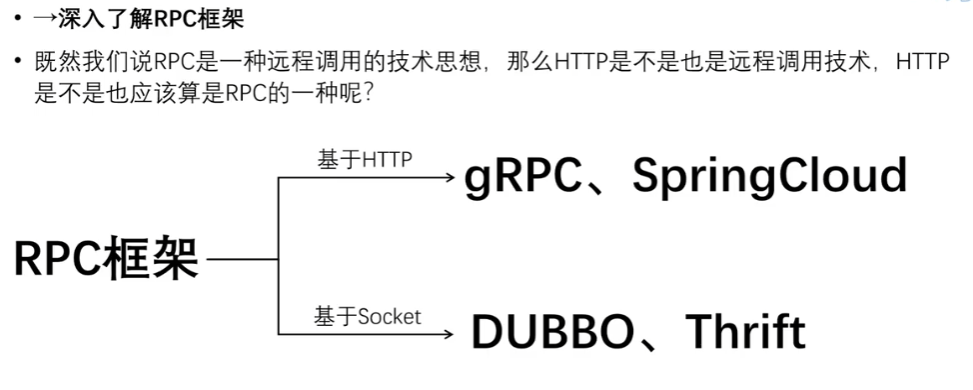 • →深入了解RPC框架
• 既然我们说RPC是一种远程调用的技术思想，那么HTTP是不是也是远程调用技术，HTTP
是不是也应该算是RPC的一种呢？
基于HTTP
gRPC、SpringCloud
RPC框架
基于Socket
DUBBO、Thrift